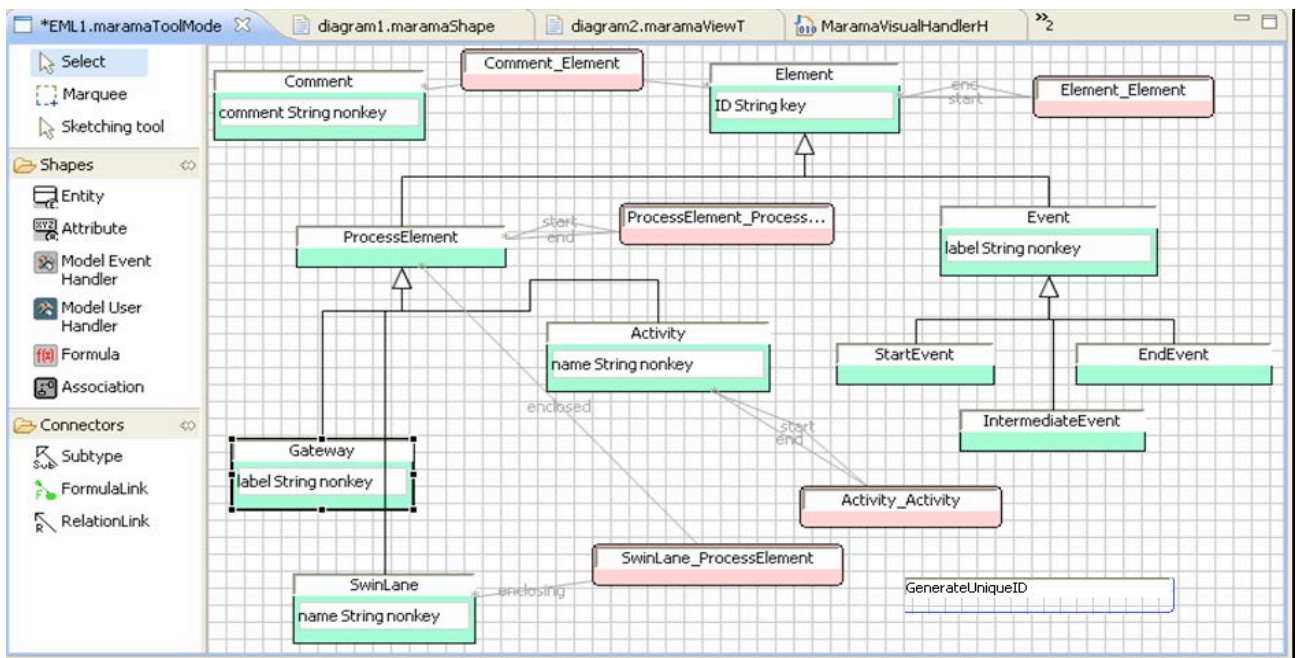 *EML1.maramaToolMode
diagram1.maramaShape
diagram2.maramaViewT
MaramaVisualHandlerH
»2
Select
Marquee
Sketching tool
Shapes
Entity
Attribute
Model Event
Handler
Model User
Handler
Formula
Association
Connectors
Subtype
FormulaLink
RelationLink
Comment
comment String nonkey
Comment_Element
Element
ID String key
end
start
Element_Element
ProcessElement
start
end
ProcessElement_Process...
Event
label String nonkey
Activity
name String nonkey
StartEvent
EndEvent
IntermediateEvent
enclosed
start
end
Gateway
label String nonkey
Activity_Activity
SwinLane_ProcessElement
SwinLane
name String nonkey
enclosing
GenerateUniqueID